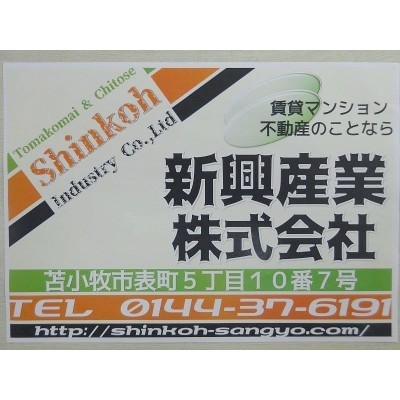 Tomakomai & Chitose
Shinkoh
Industry Co.,Ltd
賃貸マンション
不動産のことなら
新興産業
株式会社
苫小牧市表町５丁目１０番７号
TEL 0144-37-6191
http://shinkoh-sangyo.com/